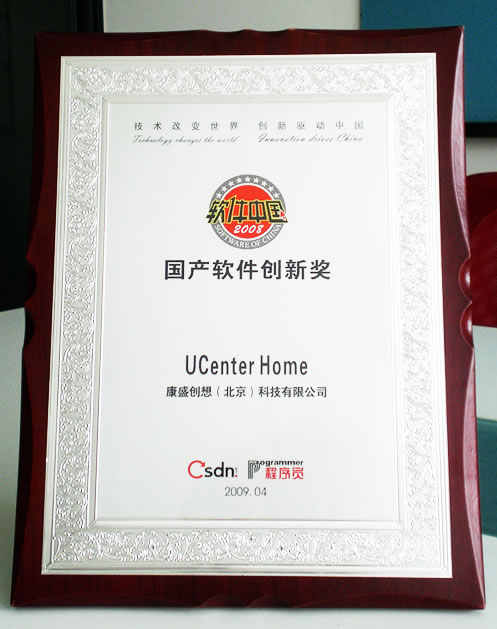 技术改变世界 创新驱动中国
Technology changes the world Innovation drives China
软件中国
2008
SOFTWARE OF CHINA
国产软件创新奖
UCenter Home
康盛创想（北京）科技有限公司
Csdn Programmer
程序员
2009.04